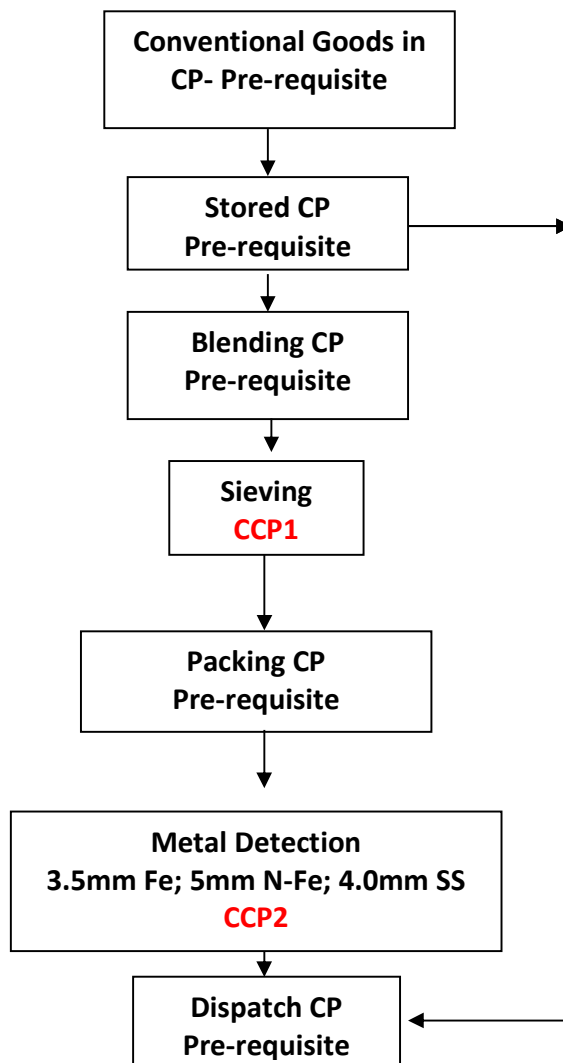 Conventional Goods in
CP- Pre-requisite
Stored CP
Pre-requisite
Blending CP
Pre-requisite
Sieving
CCP1
Packing CP
Pre-requisite
Metal Detection
3.5mm Fe; 5mm N-Fe; 4.0mm SS
CCP2
Dispatch CP
Pre-requisite